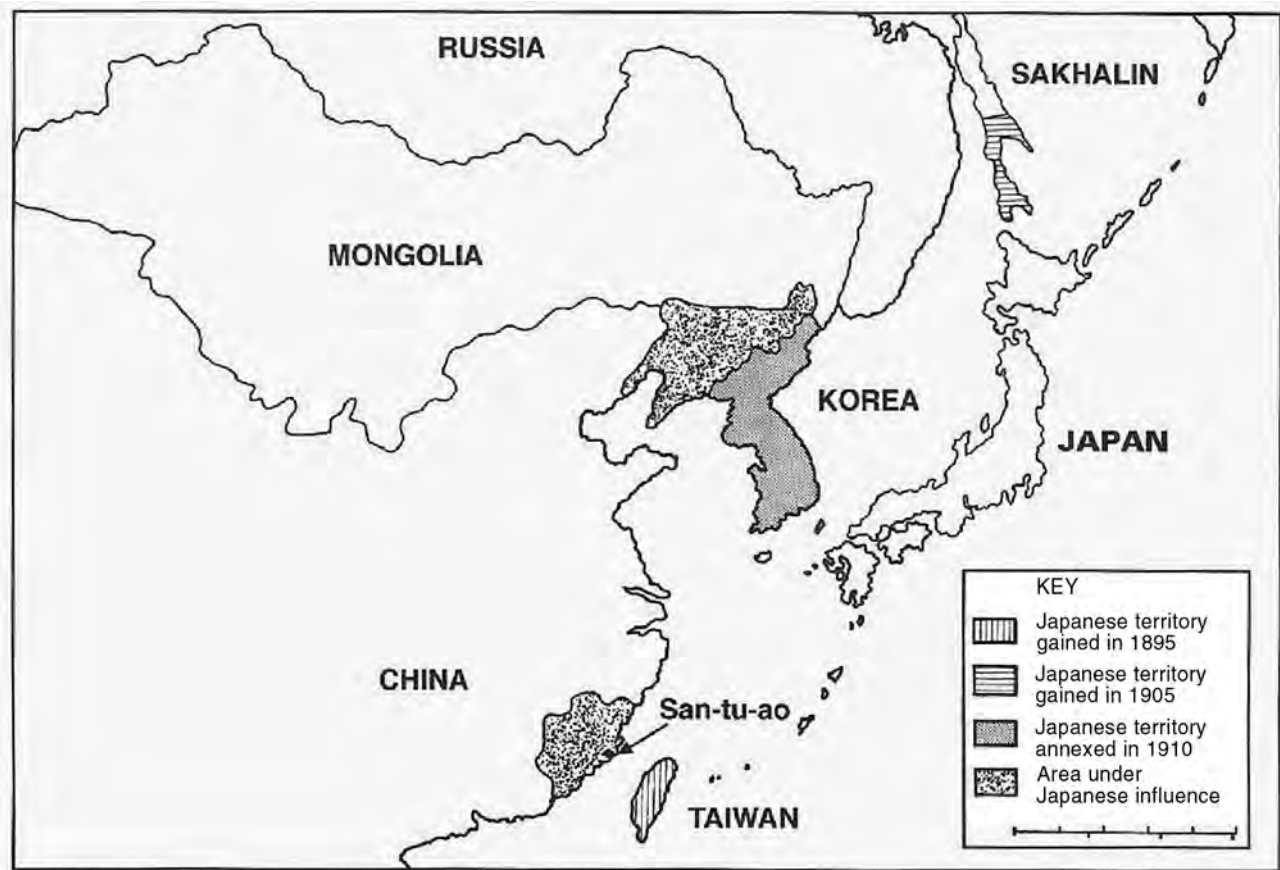 RUSSIA
SAKHALIN
MONGOLIA
KOREA
JAPAN
CHINA
San-tu-ao
TAIWAN
KEY
Japanese territory
gained in 1895
Japanese territory
gained in 1905
Japanese territory
annexed in 1910
Area under
Japanese influence